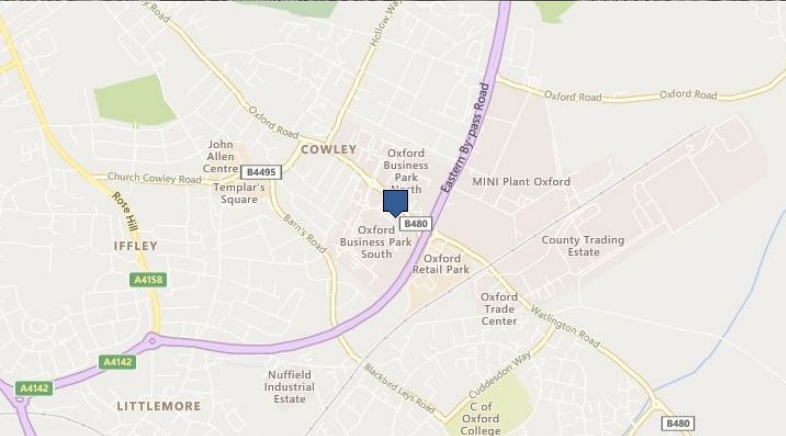 y Road
Hollow Way
Oxford Road
Oxford Road
Oxford Road
COWLEY
John
Allen
Centre
B4495
Templar's
Square
Church Cowley Road
Oxford
Business
Park
North
Eastern By-pass Road
MINI Plant Oxford
Rose Hill
Barn's Road
IFFLEY
Oxford
Business Park
South
B480
County Trading
Estate
Oxford
Retail Park
A4158
Oxford
Trade
Center
Watlington Road
A4142
A4142
Nuffield
Industrial
Estate
Blackbird Leys Road
Cuddesdon Way
LITTLEMORE
C of
Oxford
College
B480